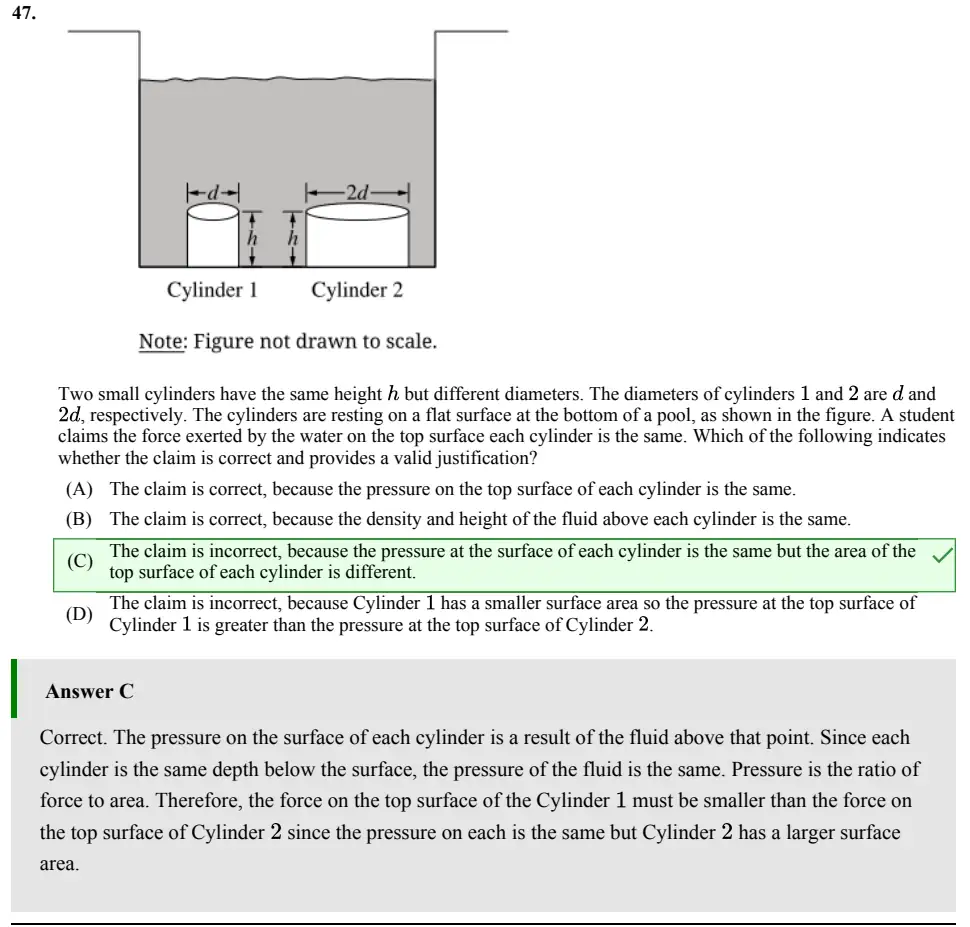 47.
d
2d
h
h
Cylinder 1
Cylinder 2
Note: Figure not drawn to scale.
Two small cylinders have the same height h but different diameters. The diameters of cylinders 1 and 2 are d and
2d, respectively. The cylinders are resting on a flat surface at the bottom of a pool, as shown in the figure. A student
claims the force exerted by the water on the top surface each cylinder is the same. Which of the following indicates
whether the claim is correct and provides a valid justification?
(A) The claim is correct, because the pressure on the top surface of each cylinder is the same.
(B) The claim is correct, because the density and height of the fluid above each cylinder is the same.
(C) The claim is incorrect, because the pressure at the surface of each cylinder is the same but the area of the
top surface of each cylinder is different.
(D) The claim is incorrect, because Cylinder 1 has a smaller surface area so the pressure at the top surface of
Cylinder 1 is greater than the pressure at the top surface of Cylinder 2.
Answer C
Correct. The pressure on the surface of each cylinder is a result of the fluid above that point. Since each
cylinder is the same depth below the surface, the pressure of the fluid is the same. Pressure is the ratio of
force to area. Therefore, the force on the top surface of the Cylinder 1 must be smaller than the force on
the top surface of Cylinder 2 since the pressure on each is the same but Cylinder 2 has a larger surface
area.